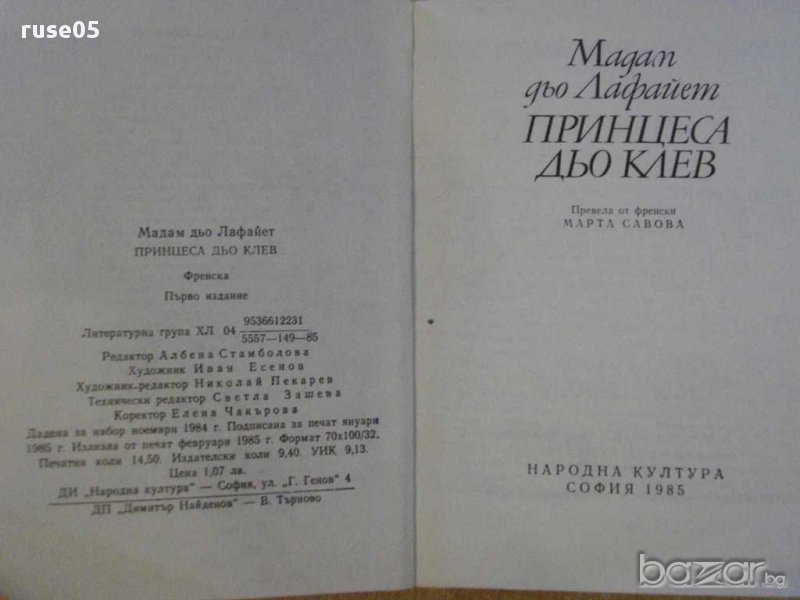 ruse05
Мадам дьо Лафайет
ПРИНЦЕСА ДЬО КЛЕВ
Френска
Първо издание
Литературна група ХЛ 04 9536612231
5557—149—85
Редактор Албена Стамболова
Художник Иван Есенов
Художник-редактор Николай Пекарев
Технически редактор Светла Зашева
Коректор Елена Чакърова
Дадена за набор ноември 1984 г. Подписана за печат януари
1985 г. Излязла от печат февруари 1985 г. Формат 70х100/32.
Печатни коли 14,50. Издателски коли 9,40. УИК 9,13.
Цена 1,07 лв.
ДИ „Народна култура" — София, ул. „Г. Генов" 4
ДП „Димитър Найденов" — В. Търново
Мадам
дьо Лафайет
ПРИНЦЕСА
ДЬО КЛЕВ
Превела от френски
МАРТА САВОВА
НАРОДНА КУЛТУРА
СОФИЯ 1985
bazar.bg